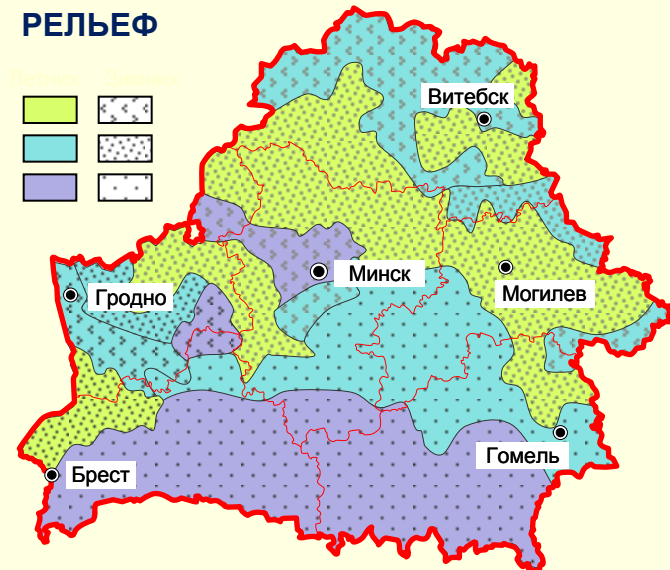 РЕЛЬЕФ
Витебск
Минск
Гродно
Могилев
Гомель
Брест